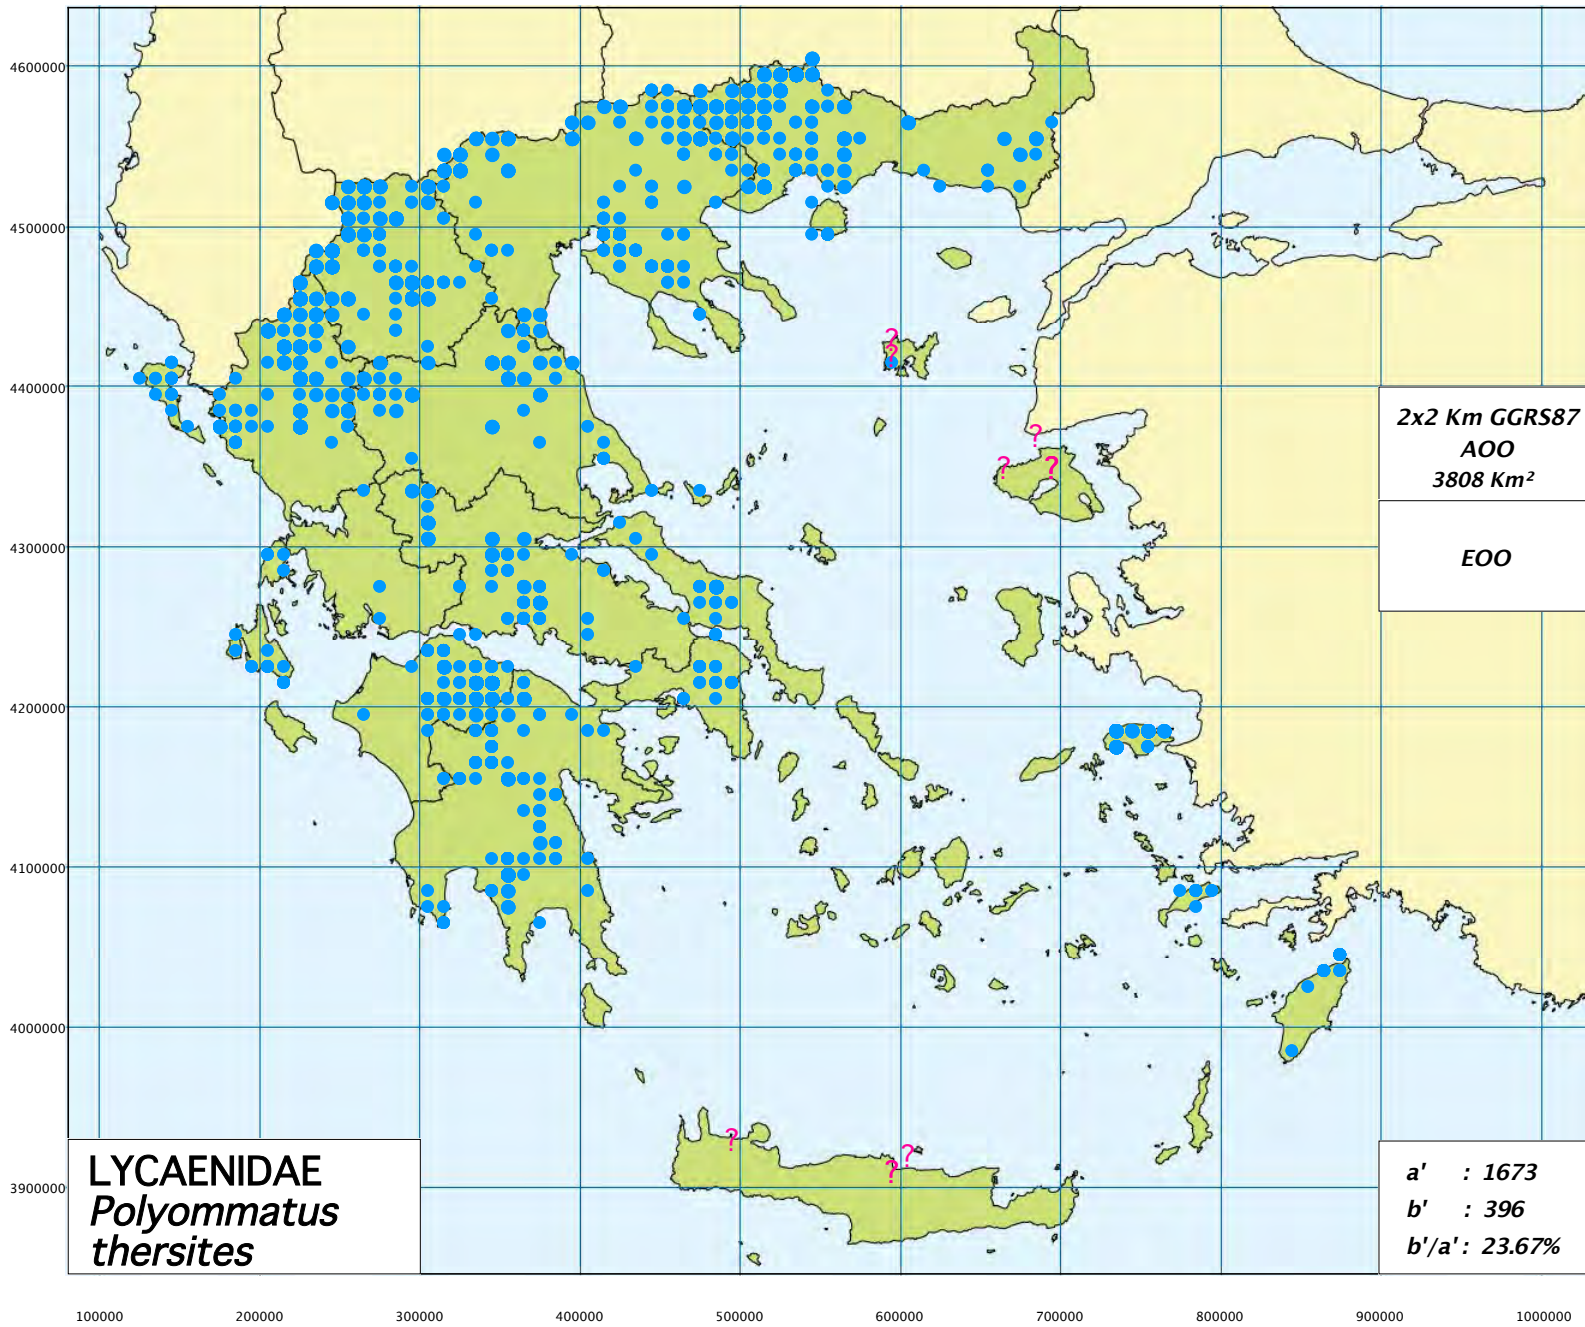 4600000
4500000
4400000
4300000
4200000
4100000
4000000
3900000
?
?
?
?
?
?
?
?
2x2 Km GGRS87
AOO
3808 Km²
EOO
LYCAENIDAE
Polyommatus
thersites
a' : 1673
b' : 396
b'/a' : 23.67%
100000 200000 300000 400000 500000 600000 700000 800000 900000 1000000